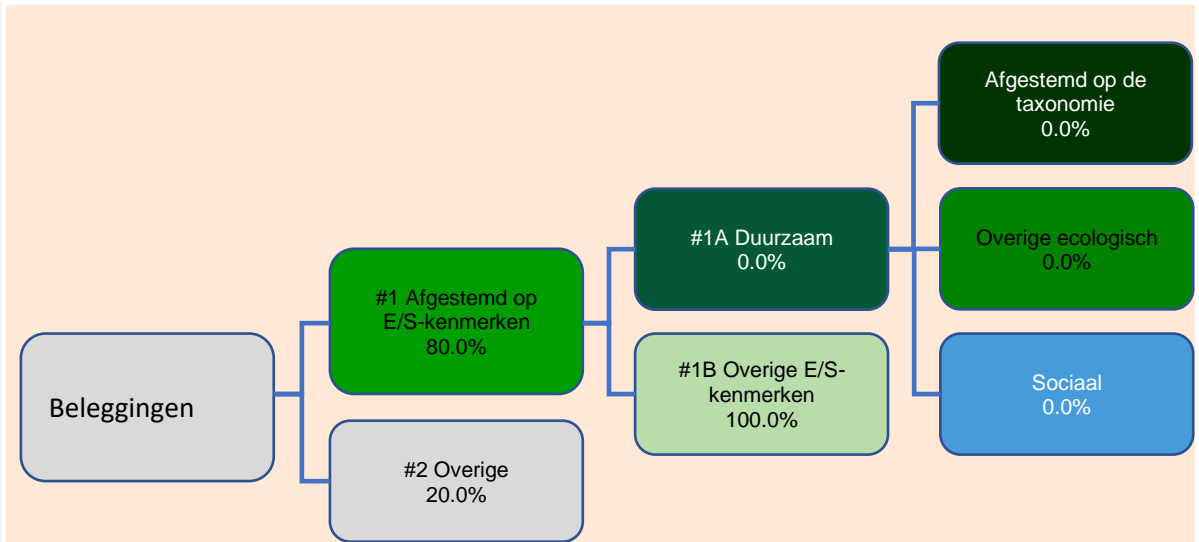 Beleggingen
#1 Afgestemd op
E/S-kenmerken
80.0%
#2 Overige
20.0%
#1A Duurzaam
0.0%
#1B Overige E/S-
kenmerken
100.0%
Afgestemd op de
taxonomie
0.0%
Overige ecologisch
0.0%
Sociaal
0.0%